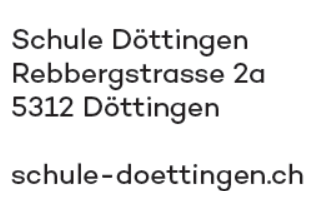 Schule Döttingen
Rebbergstrasse 2a
5312 Döttingen
schule-doettingen.ch